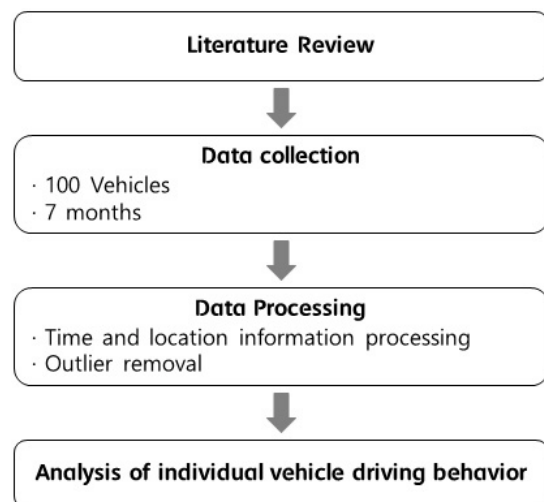 Literature Review
Data collection
· 100 Vehicles
· 7 months
Data Processing
· Time and location information processing
· Outlier removal
Analysis of individual vehicle driving behavior